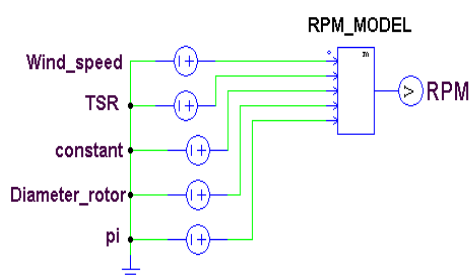 RPM_MODEL
Wind_speed
m
TSR
RPM
constant
Diameter_rotor
pi